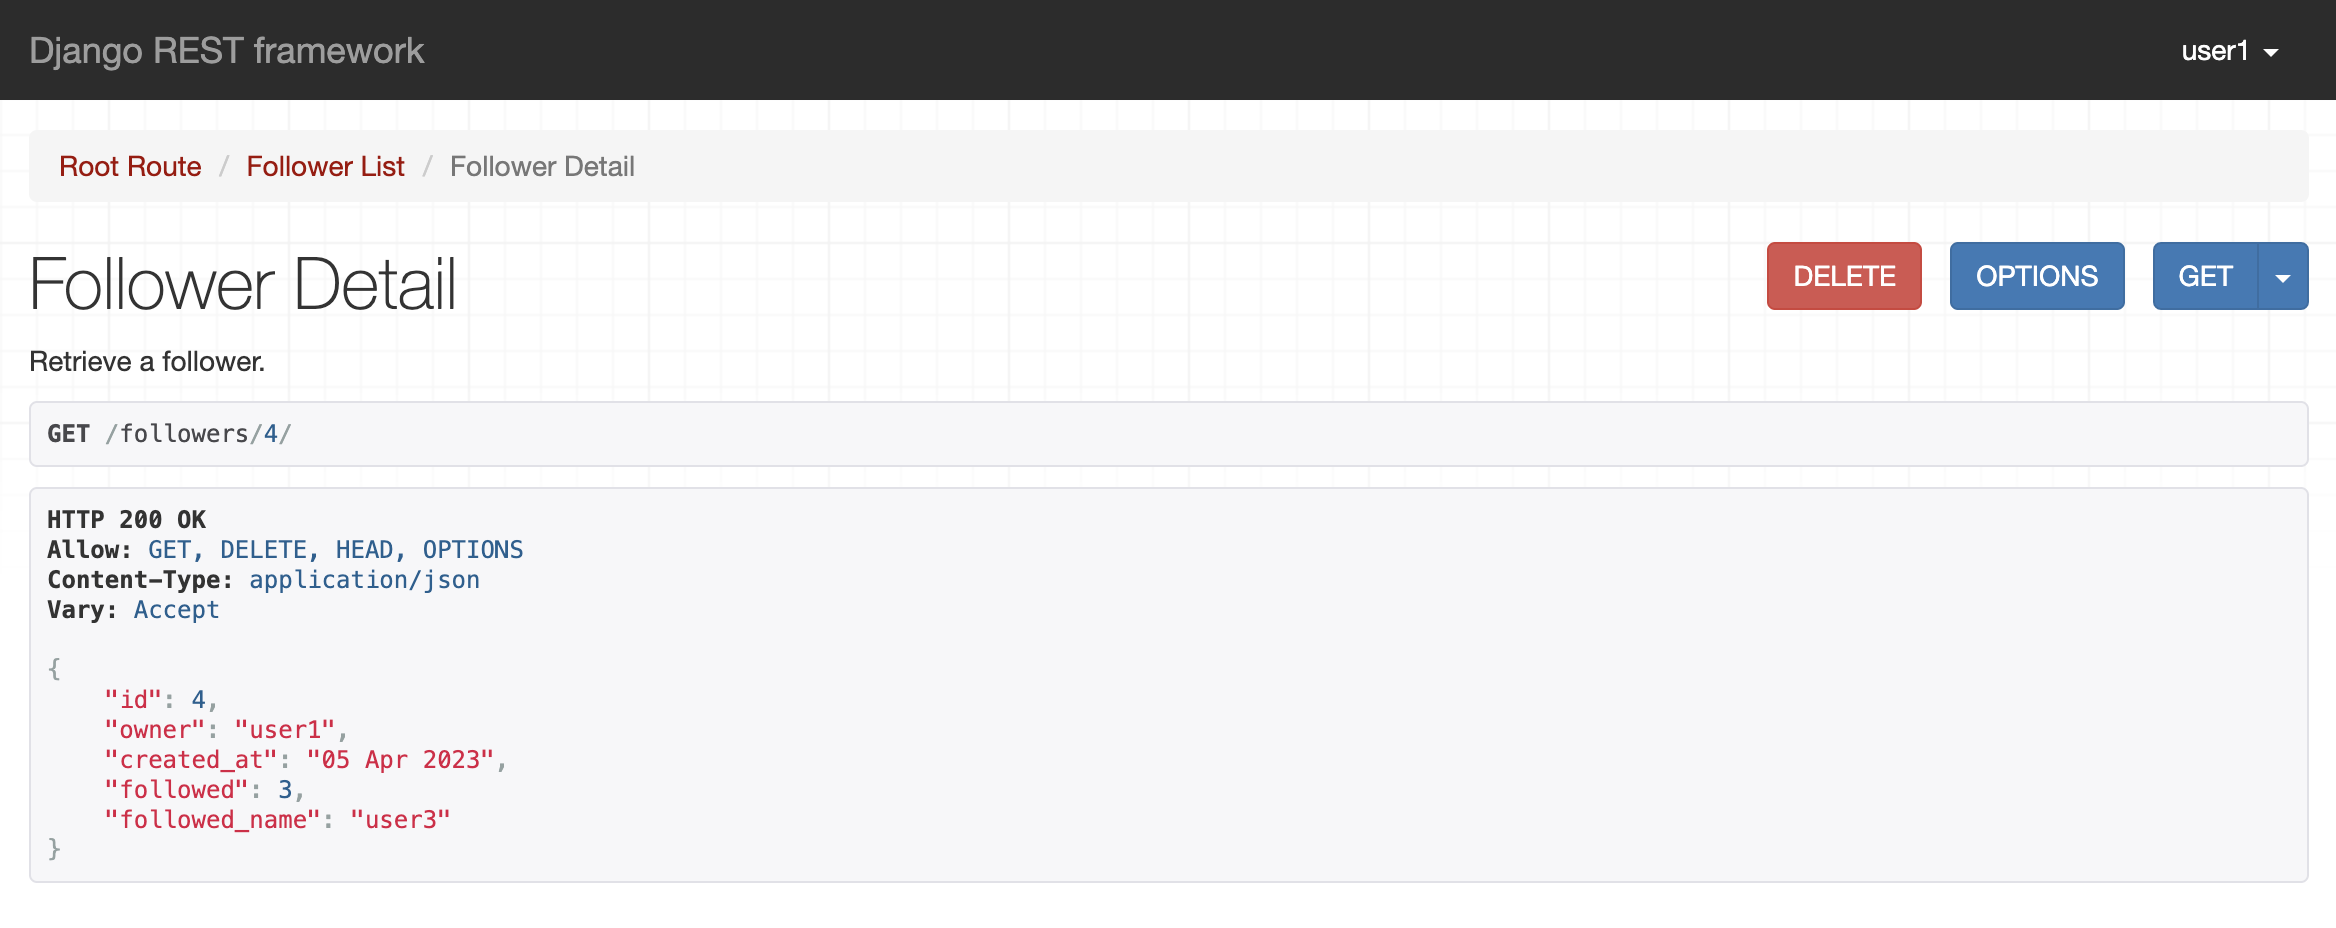 Django REST framework
user1
Root Route / Follower List / Follower Detail
Follower Detail
DELETE
OPTIONS
GET
Retrieve a follower.
GET /followers/4/
HTTP 200 OK
Allow: GET, DELETE, HEAD, OPTIONS
Content-Type: application/json
Vary: Accept
{
    "id": 4,
    "owner": "user1",
    "created_at": "05 Apr 2023",
    "followed": 3,
    "followed_name": "user3"
}